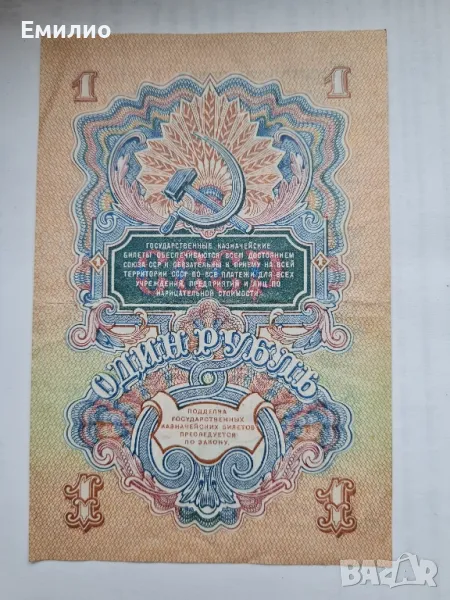 Емилио
1 1
ГОСУДАРСТВЕННЫЕ КАЗНАЧЕЙСКИЕ
БИЛЕТЫ ОБЕСПЕЧИВАЮТСЯ ВСЕМ ДОСТОЯНИЕМ
СОЮЗА ССР И ОБЯЗАТЕЛЬНЫ К ПРИЕМУ НА ВСЕЙ
ТЕРРИТОРИИ СССР ВО ВСЕ ПЛАТЕЖИ ДЛЯ ВСЕХ
УЧРЕЖДЕНИЙ, ПРЕДПРИЯТИЙ И ЛИЦ ПО
НАРИЦАТЕЛЬНОЙ СТОИМОСТИ.
ОДИН РУБЛЬ
ПОДДЕЛКА
ГОСУДАРСТВЕННЫХ
КАЗНАЧЕЙСКИХ БИЛЕТОВ
ПРЕСЛЕДУЕТСЯ
ПО ЗАКОНУ.
1 1
BAZAR